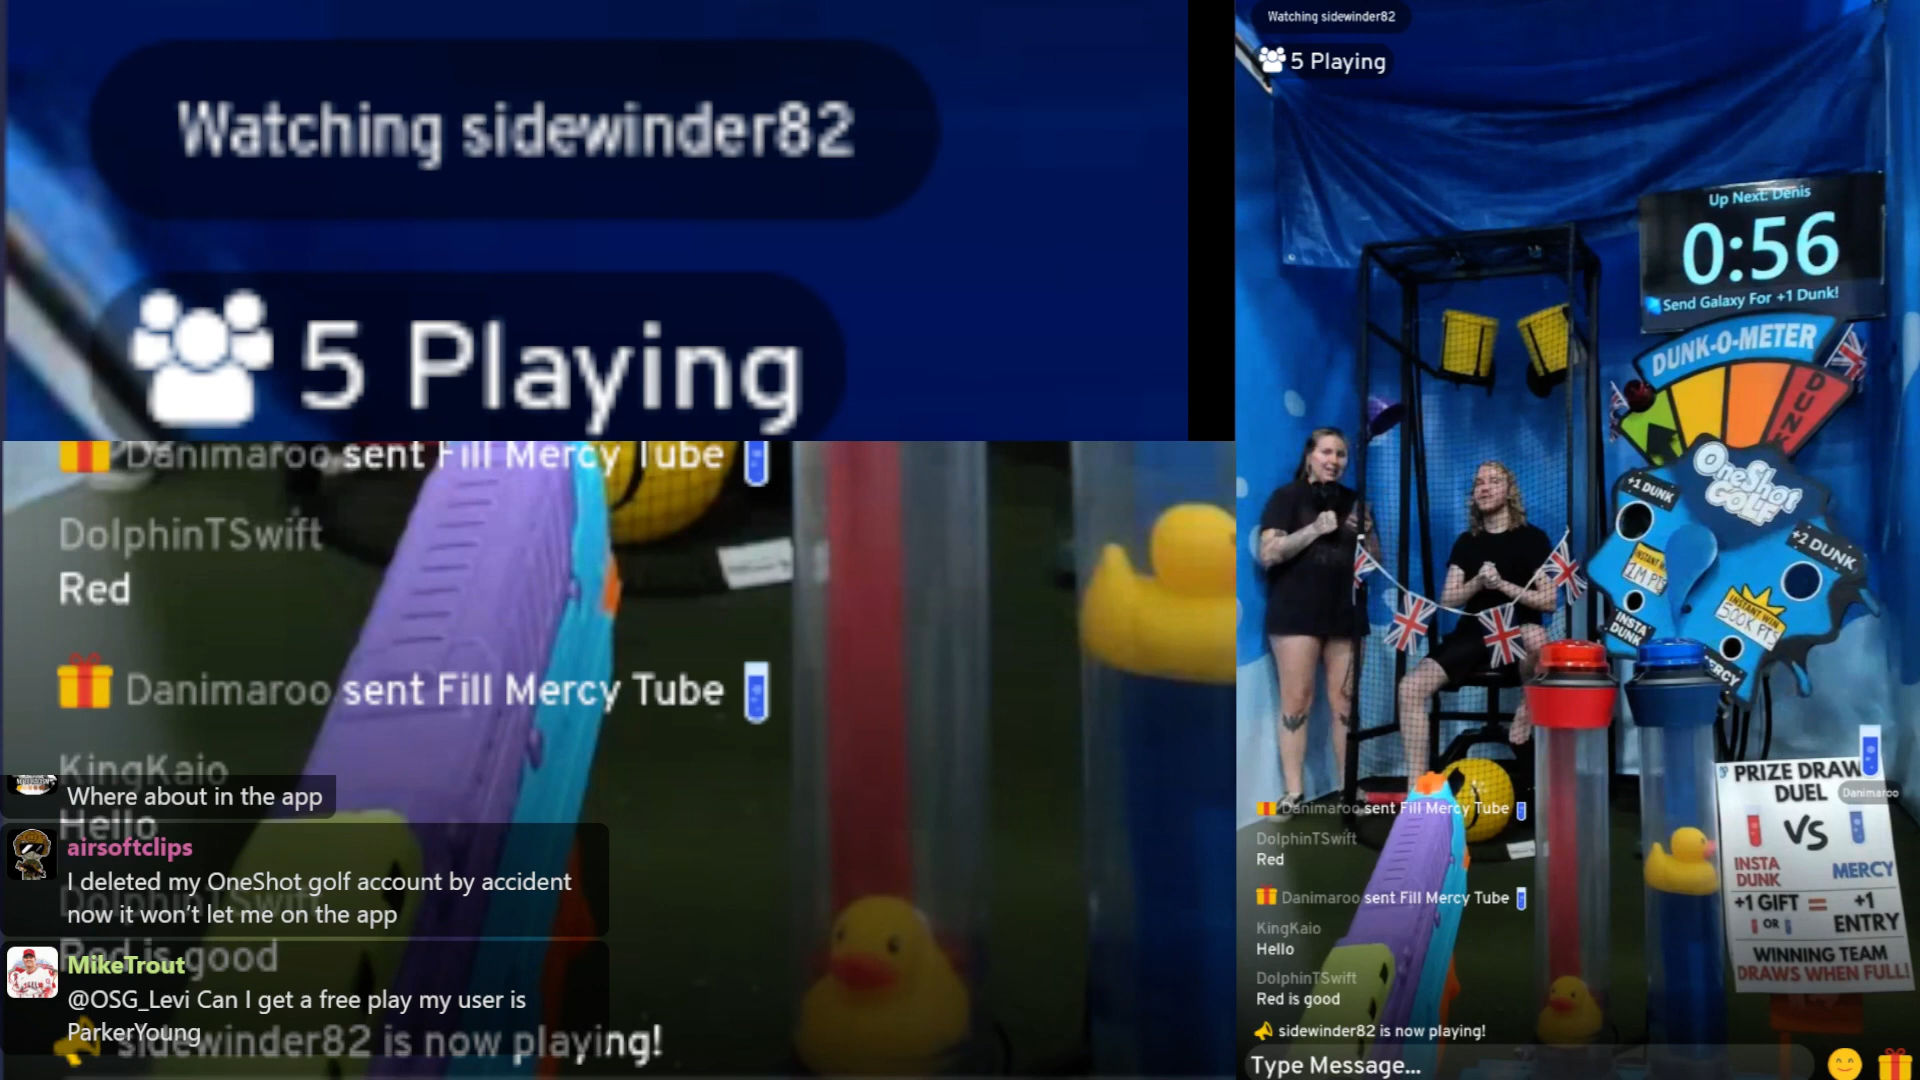 Watching sidewinder82
5 Playing
Danimaroo sent Fill Mercy Tube
DolphinTSwift
Red
Danimaroo sent Fill Mercy Tube
KingKaio
Hello
Where about in the app
airsoftclips
I deleted my OneShot golf account by accident
now it won't let me on the app
Red is good
MikeTrout
@OSG_Levi Can I get a free play my user is
ParkerYoung
sidewinder82 is now playing!
Watching sidewinder82
5 Playing
Up Next: Denis
0:56
Send Galaxy For +1 Dunk!
DUNK-O-METER
DUNK
OneShot
GOLF
+1 DUNK
+2 DUNK
INSTANT
1M PTS
INSTANT WIN
500K PTS
INSTA
DUNK
MERCY
PRIZE DRAW
DUEL
Danimaroo
VS
INSTA
DUNK
MERCY
+1 GIFT = +1
OR
ENTRY
WINNING TEAM
DRAWS WHEN FULL!
Danimaroo sent Fill Mercy Tube
DolphinTSwift
Red
Danimaroo sent Fill Mercy Tube
KingKaio
Hello
DolphinTSwift
Red is good
sidewinder82 is now playing!
Type Message...